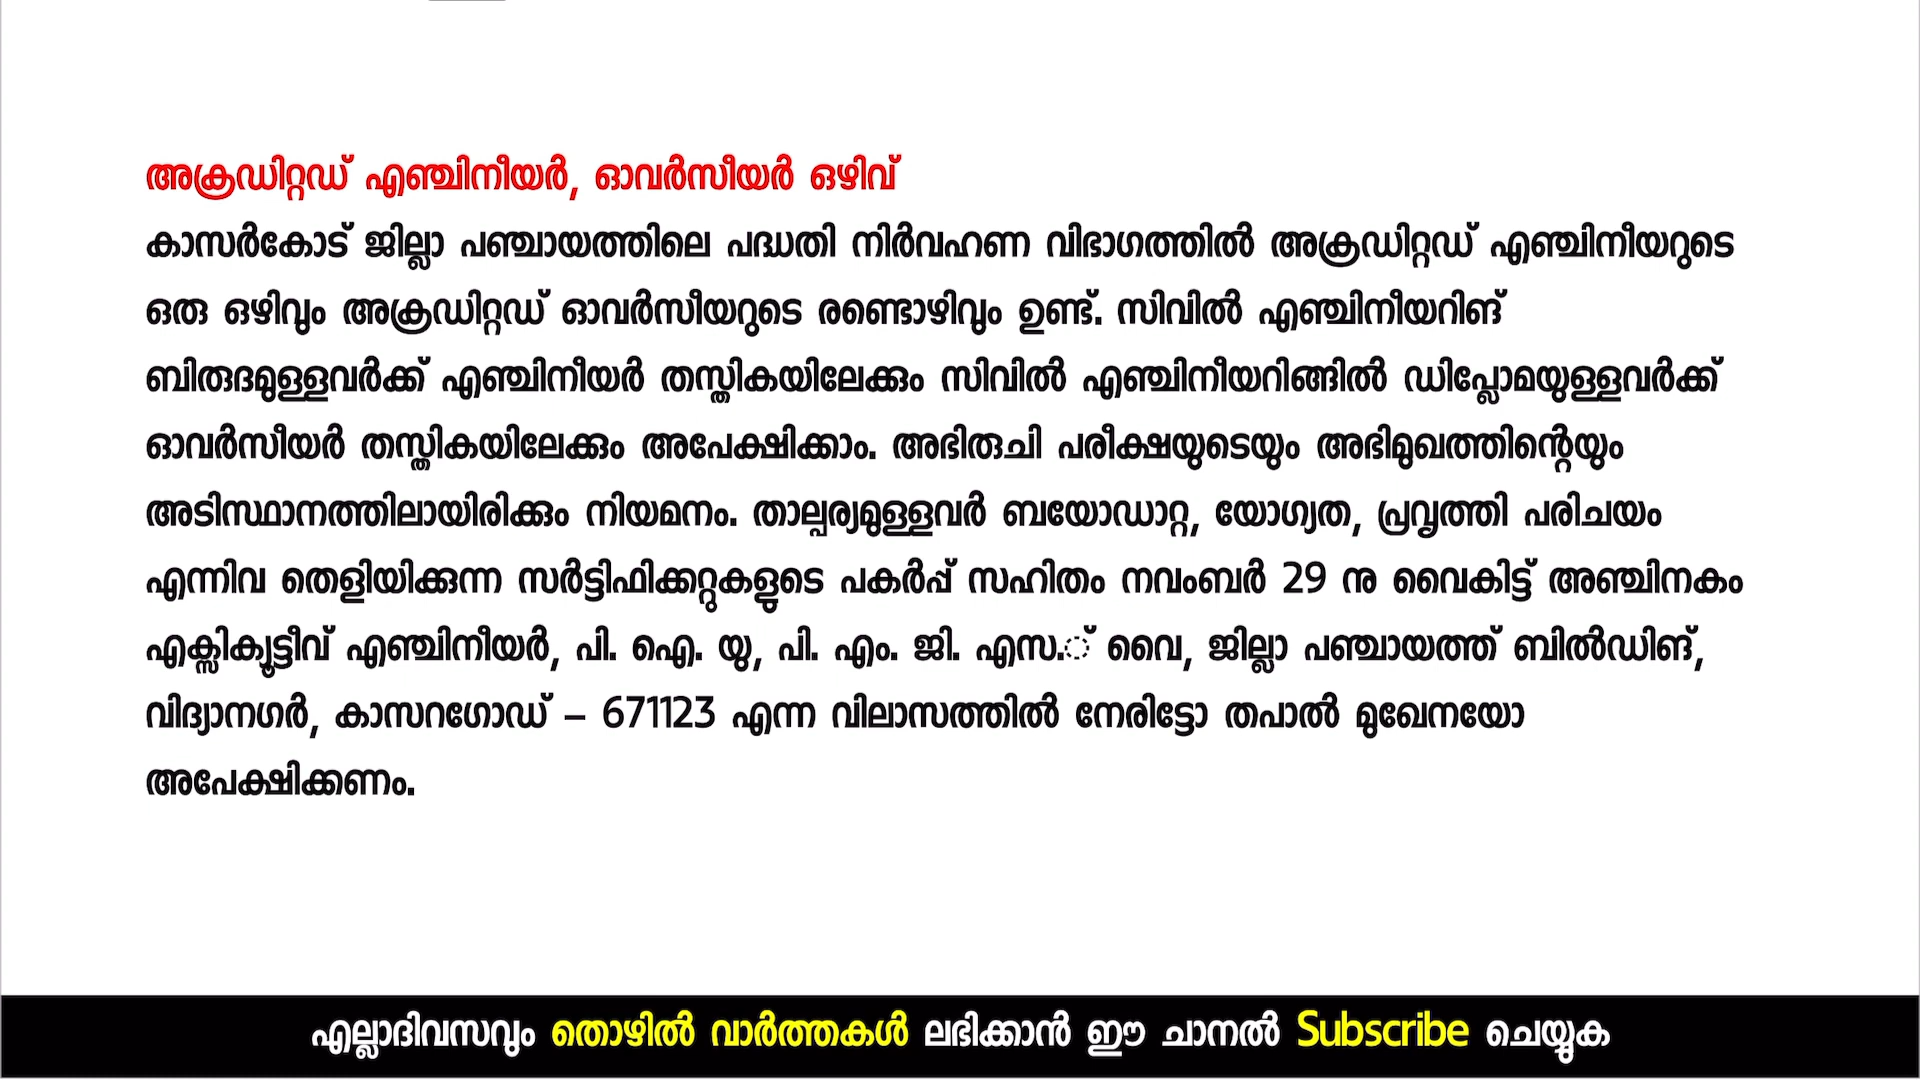 അക്രഡിറ്റഡ് എഞ്ചിനീയർ, ഓവർസീയർ ഒഴിവ്
കാസർകോട് ജില്ലാ പഞ്ചായത്തിലെ പദ്ധതി നിർവഹണ വിഭാഗത്തിൽ അക്രഡിറ്റഡ് എഞ്ചിനീയറുടെ
ഒരു ഒഴിവും അക്രഡിറ്റഡ് ഓവർസീയറുടെ രണ്ടൊഴിവും ഉണ്ട്. സിവിൽ എഞ്ചിനീയറിങ്
ബിരുദമുള്ളവർക്ക് എഞ്ചിനീയർ തസ്തികയിലേക്കും സിവിൽ എഞ്ചിനീയറിങ്ങിൽ ഡിപ്ലോമയുള്ളവർക്ക്
ഓവർസീയർ തസ്തികയിലേക്കും അപേക്ഷിക്കാം. അഭിരുചി പരീക്ഷയുടെയും അഭിമുഖത്തിന്റെയും
അടിസ്ഥാനത്തിലായിരിക്കും നിയമനം. താല്പര്യമുള്ളവർ ബയോഡാറ്റ, യോഗ്യത, പ്രവൃത്തി പരിചയം
എന്നിവ തെളിയിക്കുന്ന സർട്ടിഫിക്കറ്റുകളുടെ പകർപ്പ് സഹിതം നവംബർ 29 നു വൈകിട്ട് അഞ്ചിനകം
എക്സിക്യൂട്ടീവ് എഞ്ചിനീയർ, പി. ഐ. യു, പി. എം. ജി. എസ.് വൈ, ജില്ലാ പഞ്ചായത്ത് ബിൽഡിങ്,
വിദ്യാനഗർ, കാസറഗോഡ് – 671123 എന്ന വിലാസത്തിൽ നേരിട്ടോ തപാൽ മുഖേനയോ
അപേക്ഷിക്കണം.
എല്ലാദിവസവും തൊഴിൽ വാർത്തകൾ ലഭിക്കാൻ ഈ ചാനൽ Subscribe ചെയ്യുക